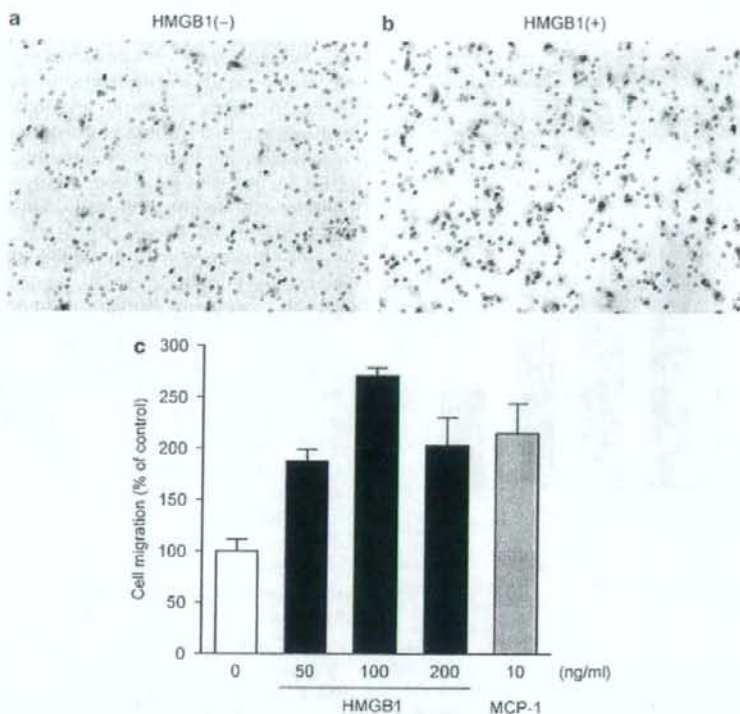 a HMGB1(−)
b HMGB1(+)
c
300
250
200
150
100
50
0
Cell migration (% of control)
0 50 100 200 10 (ng/ml)
HMGB1 MCP-1